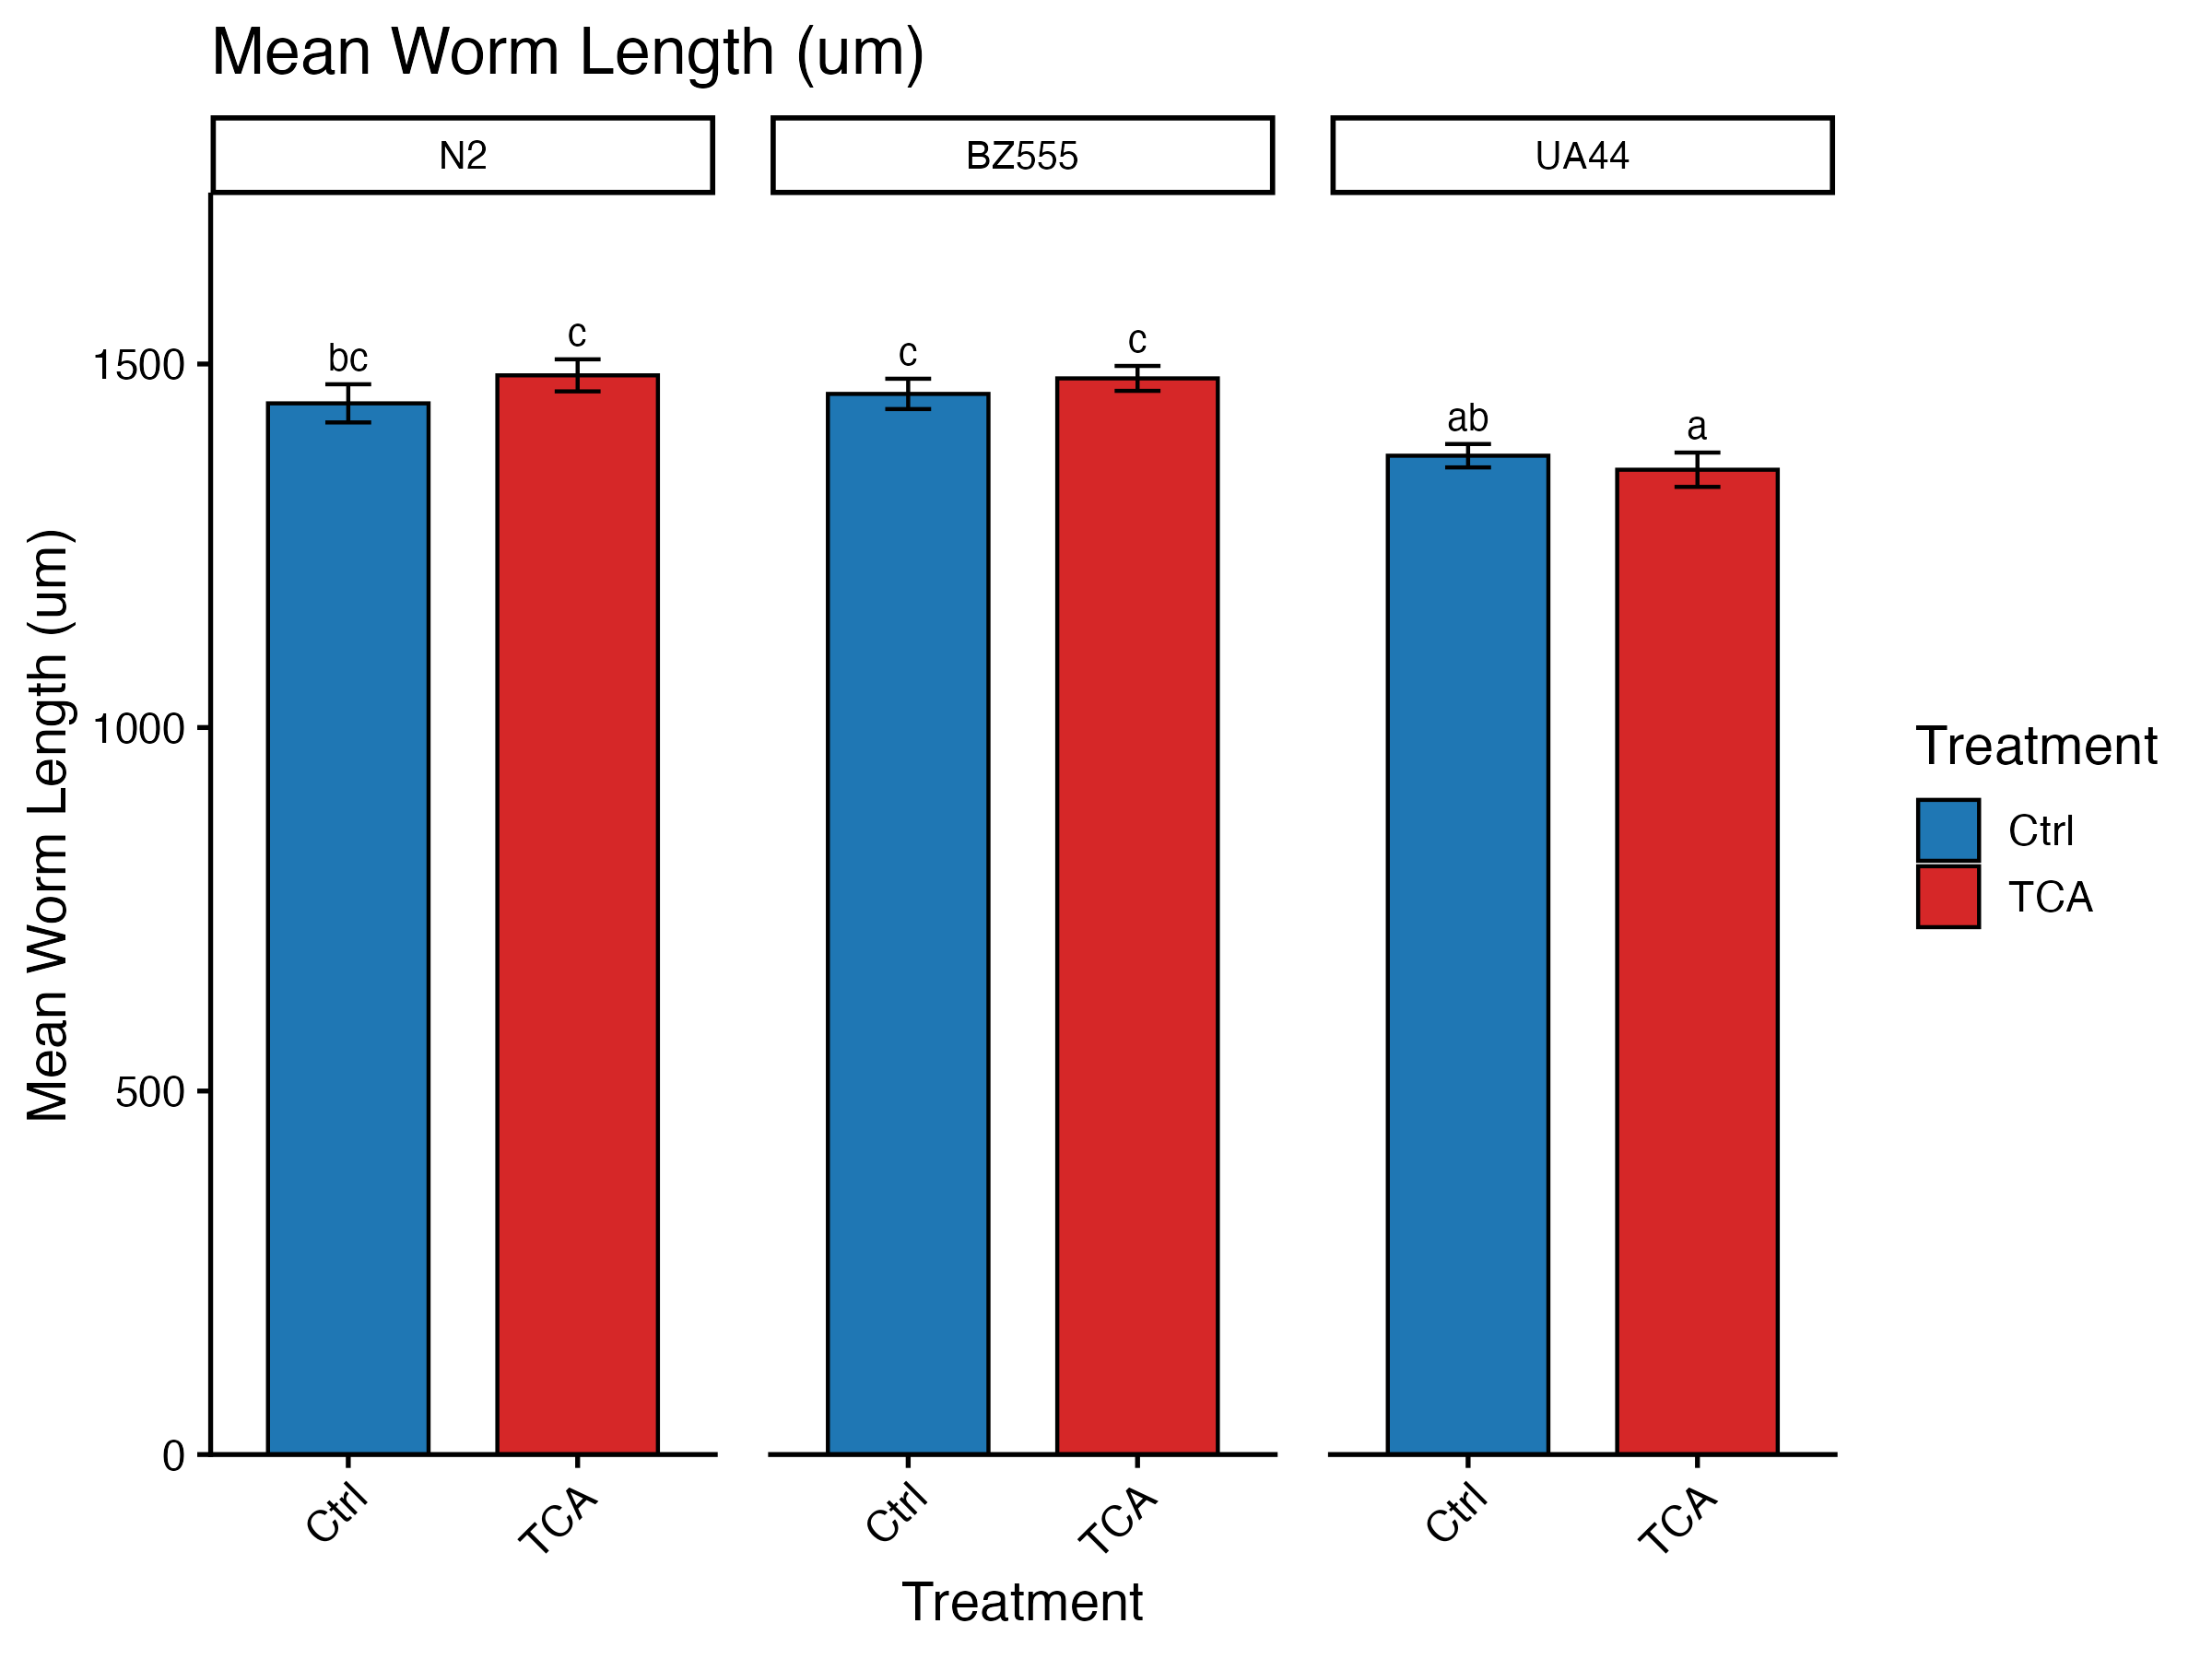 Mean Worm Length (um)
N2
BZ555
UA44
bc
c
c
c
ab
a
1500
1000
500
0
Mean Worm Length (um)
Ctrl
TCA
Ctrl
TCA
Ctrl
TCA
Treatment
Treatment
Ctrl
TCA